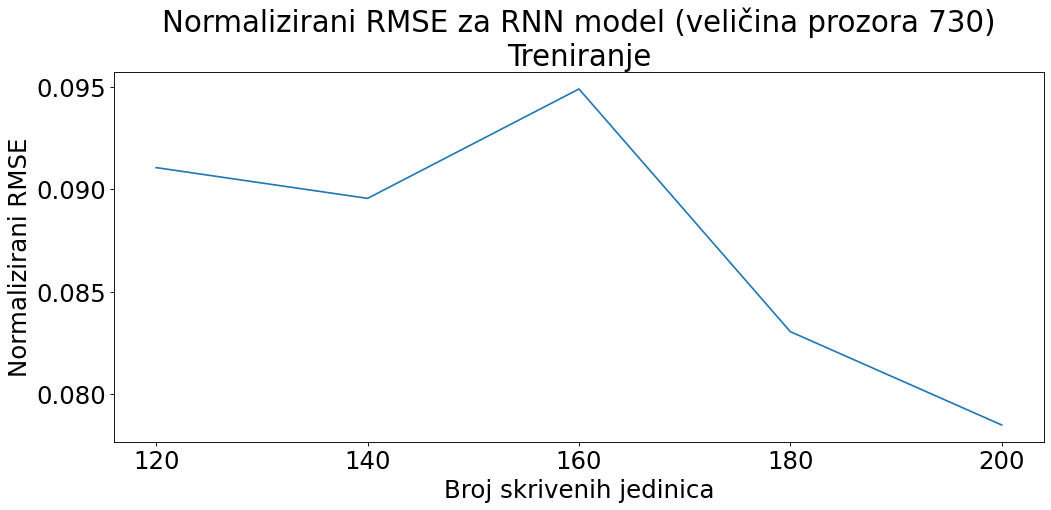 Normalizirani RMSE za RNN model (veličina prozora 730)
Treniranje
Normalizirani RMSE
0.095
0.090
0.085
0.080
120 140 160 180 200
Broj skrivenih jedinica